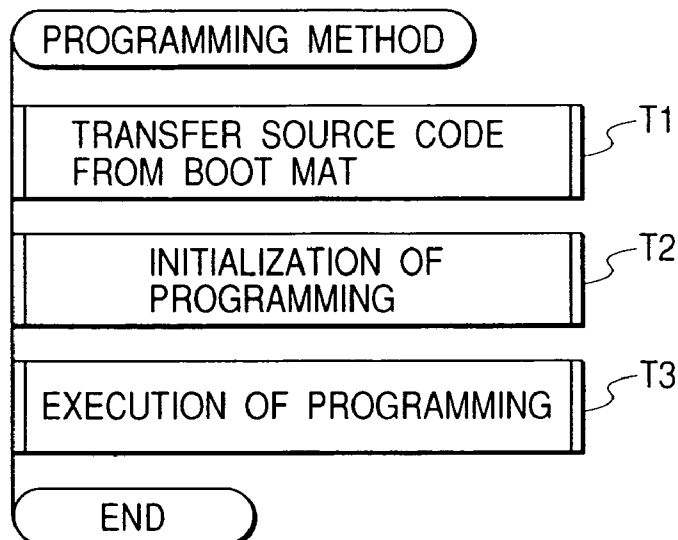 PROGRAMMING METHOD
TRANSFER SOURCE CODE
FROM BOOT MAT
T1
INITIALIZATION OF
PROGRAMMING
T2
EXECUTION OF PROGRAMMING
T3
END